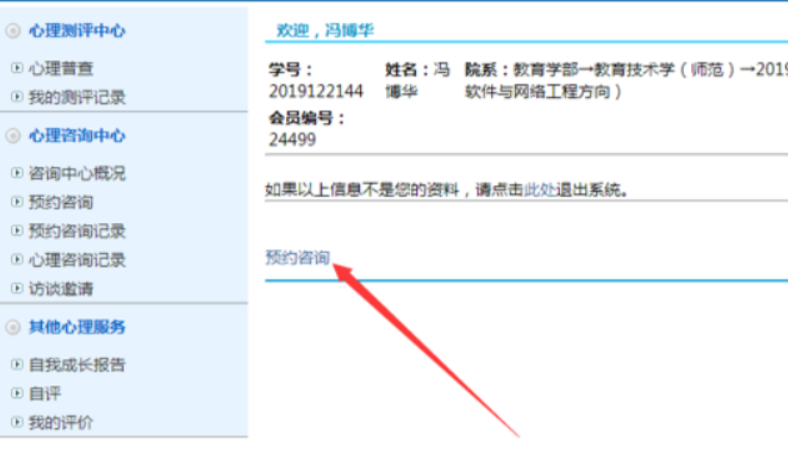 心理测评中心
心理普查
我的测评记录
心理咨询中心
咨询中心概况
预约咨询
预约咨询记录
心理咨询记录
访谈邀请
其他心理服务
自我成长报告
自评
我的评价
欢迎，冯博华
学号： 姓名：冯 院系：教育学部→教育技术学（师范）→2019
2019122144 博华 软件与网络工程方向）
会员编号：
24499
如果以上信息不是您的资料，请点击此处退出系统。
预约咨询